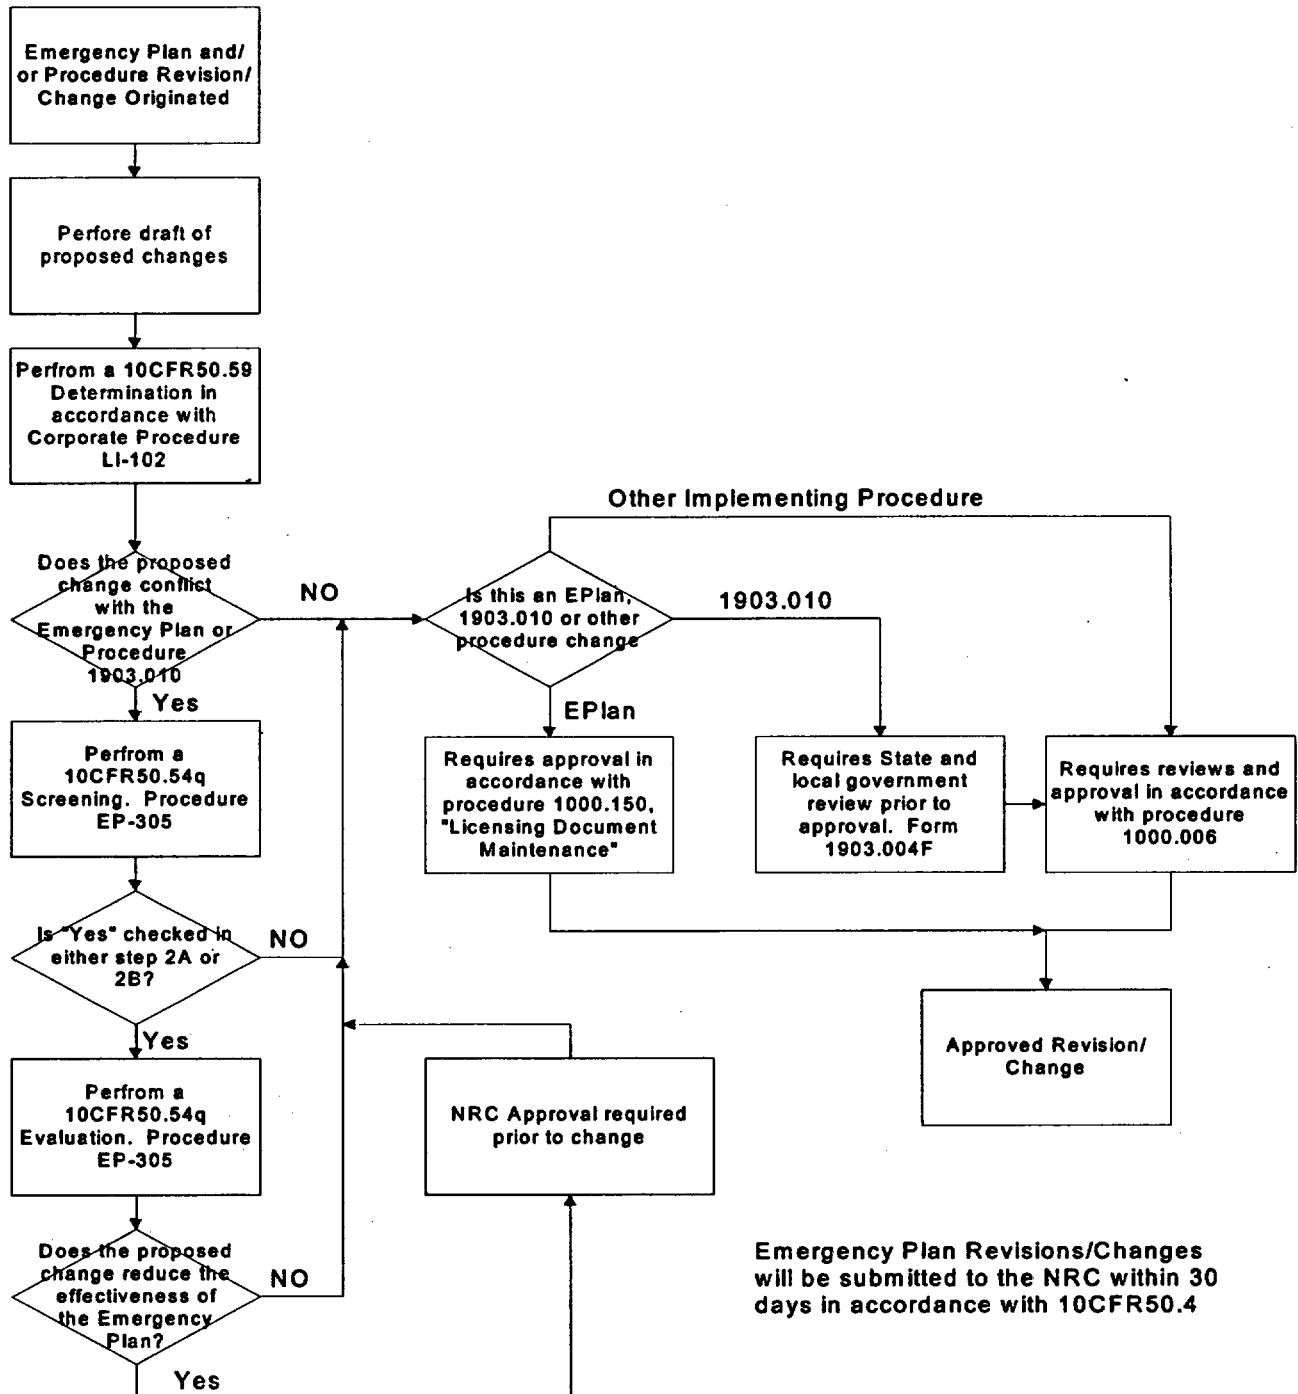 Emergency Plan and/
or Procedure Revision/
Change Originated
Perfore draft of
proposed changes
Perfrom a 10CFR50.59
Determination in
accordance with
Corporate Procedure
LI-102
Does the proposed
change conflict
with the
Emergency Plan or
Procedure
1903.010
NO
Yes
Perfrom a
10CFR50.54q
Screening. Procedure
EP-305
Is "Yes" checked in
either step 2A or
2B?
NO
Yes
Perfrom a
10CFR50.54q
Evaluation. Procedure
EP-305
Does the proposed
change reduce the
effectiveness of
the Emergency
Plan?
NO
Yes
Other Implementing Procedure
Is this an EPlan,
1903.010 or other
procedure change
1903.010
EPlan
Requires approval in
accordance with
procedure 1000.150,
"Licensing Document
Maintenance"
Requires State and
local government
review prior to
approval. Form
1903.004F
Requires reviews and
approval in accordance
with procedure
1000.006
NRC Approval required
prior to change
Approved Revision/
Change
Emergency Plan Revisions/Changes
will be submitted to the NRC within 30
days in accordance with 10CFR50.4